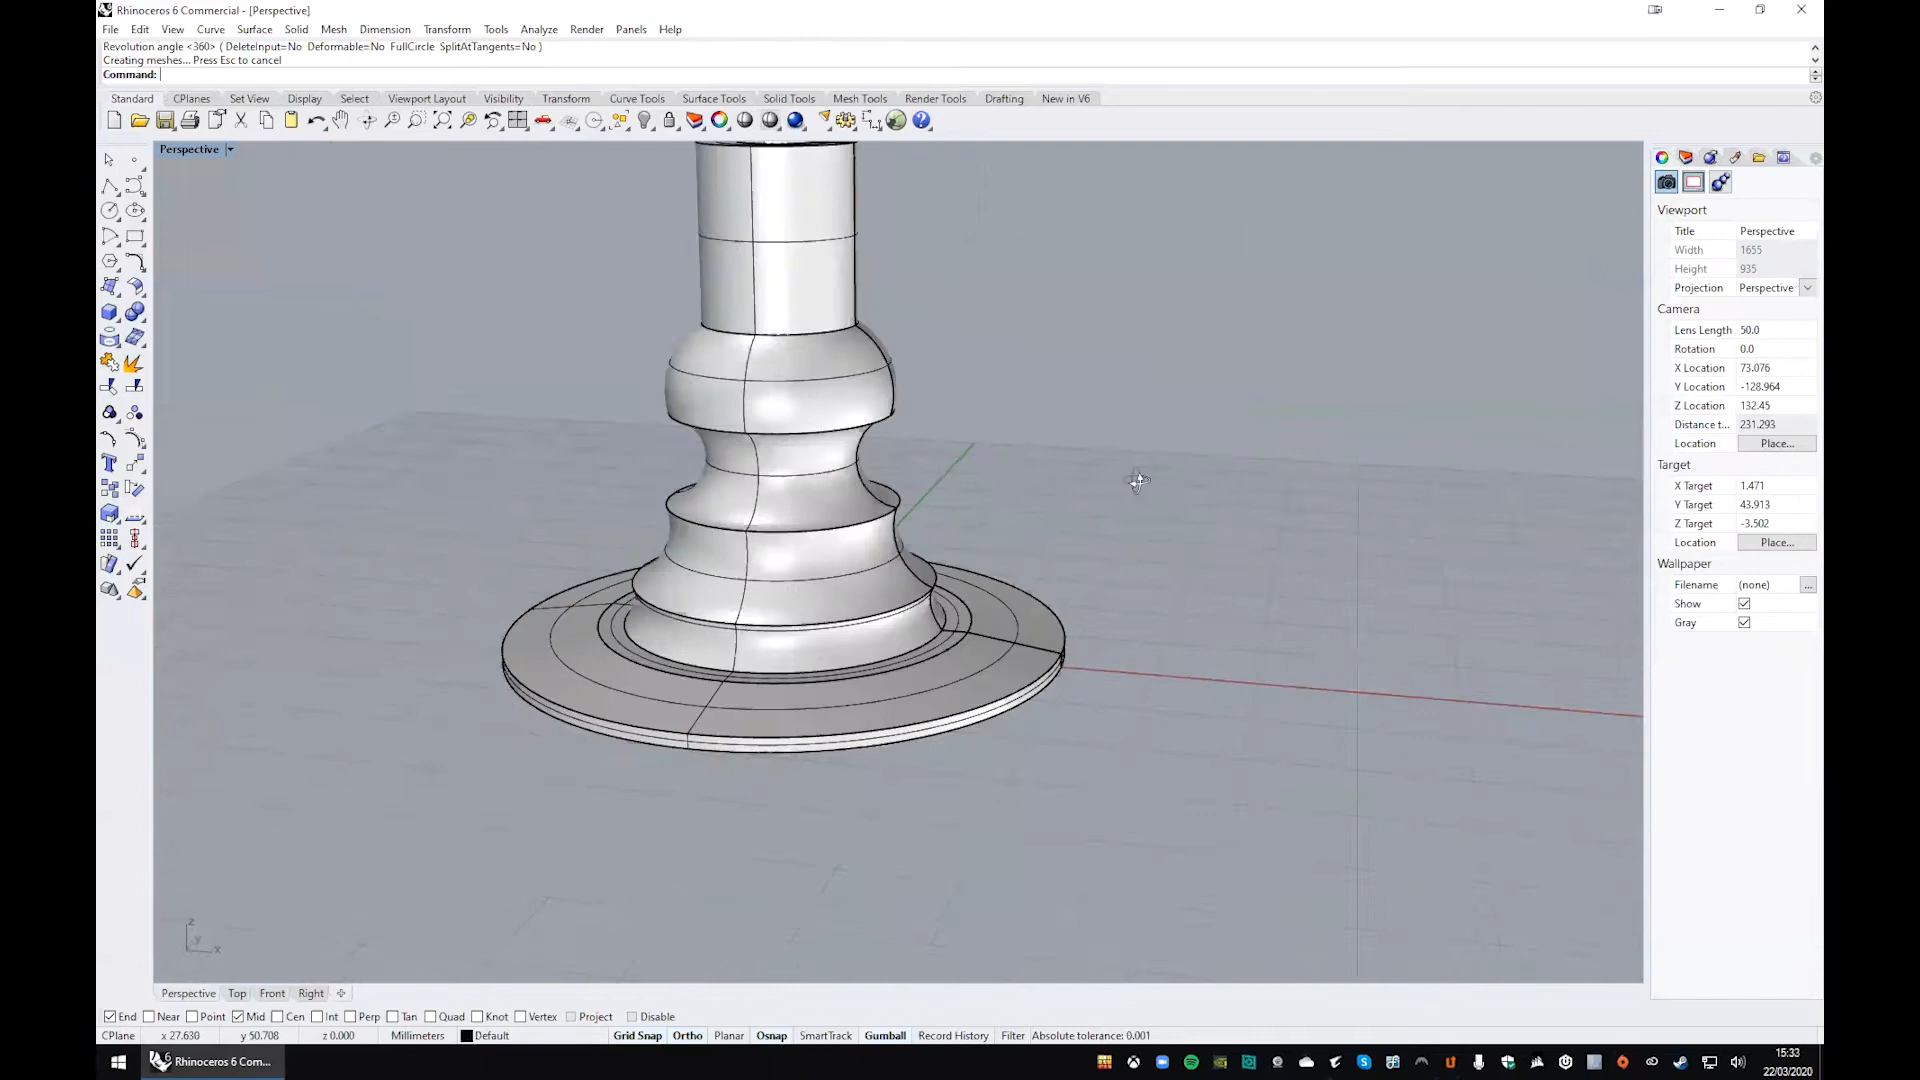 Rhinoceros 6 Commercial - [Perspective]
File Edit View Curve Surface Solid Mesh Dimension Transform Tools Analyze Render Panels Help
Revolution angle <360> ( DeleteInput=No Deformable=No FullCircle SplitAtTangents=No )
Creating meshes... Press Esc to cancel
Command:
Standard CPlanes Set View Display Select Viewport Layout Visibility Transform Curve Tools Surface Tools Solid Tools Mesh Tools Render Tools Drafting New in V6
Perspective
Viewport
Title Perspective
Width 1655
Height 935
Projection Perspective
Camera
Lens Length 50.0
Rotation 0.0
X Location 73.076
Y Location -128.964
Z Location 132.45
Distance t... 231.293
Location Place...
Target
X Target 1.471
Y Target 43.913
Z Target -3.502
Location Place...
Wallpaper
Filename (none) ...
Show
Gray
z
y
x
Perspective Top Front Right
End Near Point Mid Cen Int Perp Tan Quad Knot Vertex Project Disable
CPlane x 27.630 y 50.708 z 0.000 Millimeters Default Grid Snap Ortho Planar Osnap SmartTrack Gumball Record History Filter Absolute tolerance: 0.001
Rhinoceros 6 Com...
15:33
22/03/2020